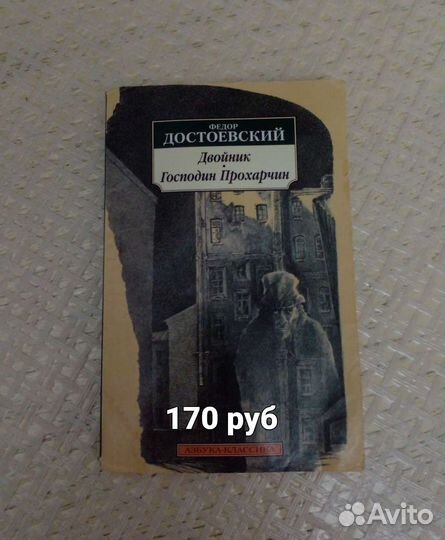 ФЕДОР
ДОСТОЕВСКИЙ
Двойник
•
Господин Прохарчин
170 руб
АЗБУКА-КЛАССИКА
Avito